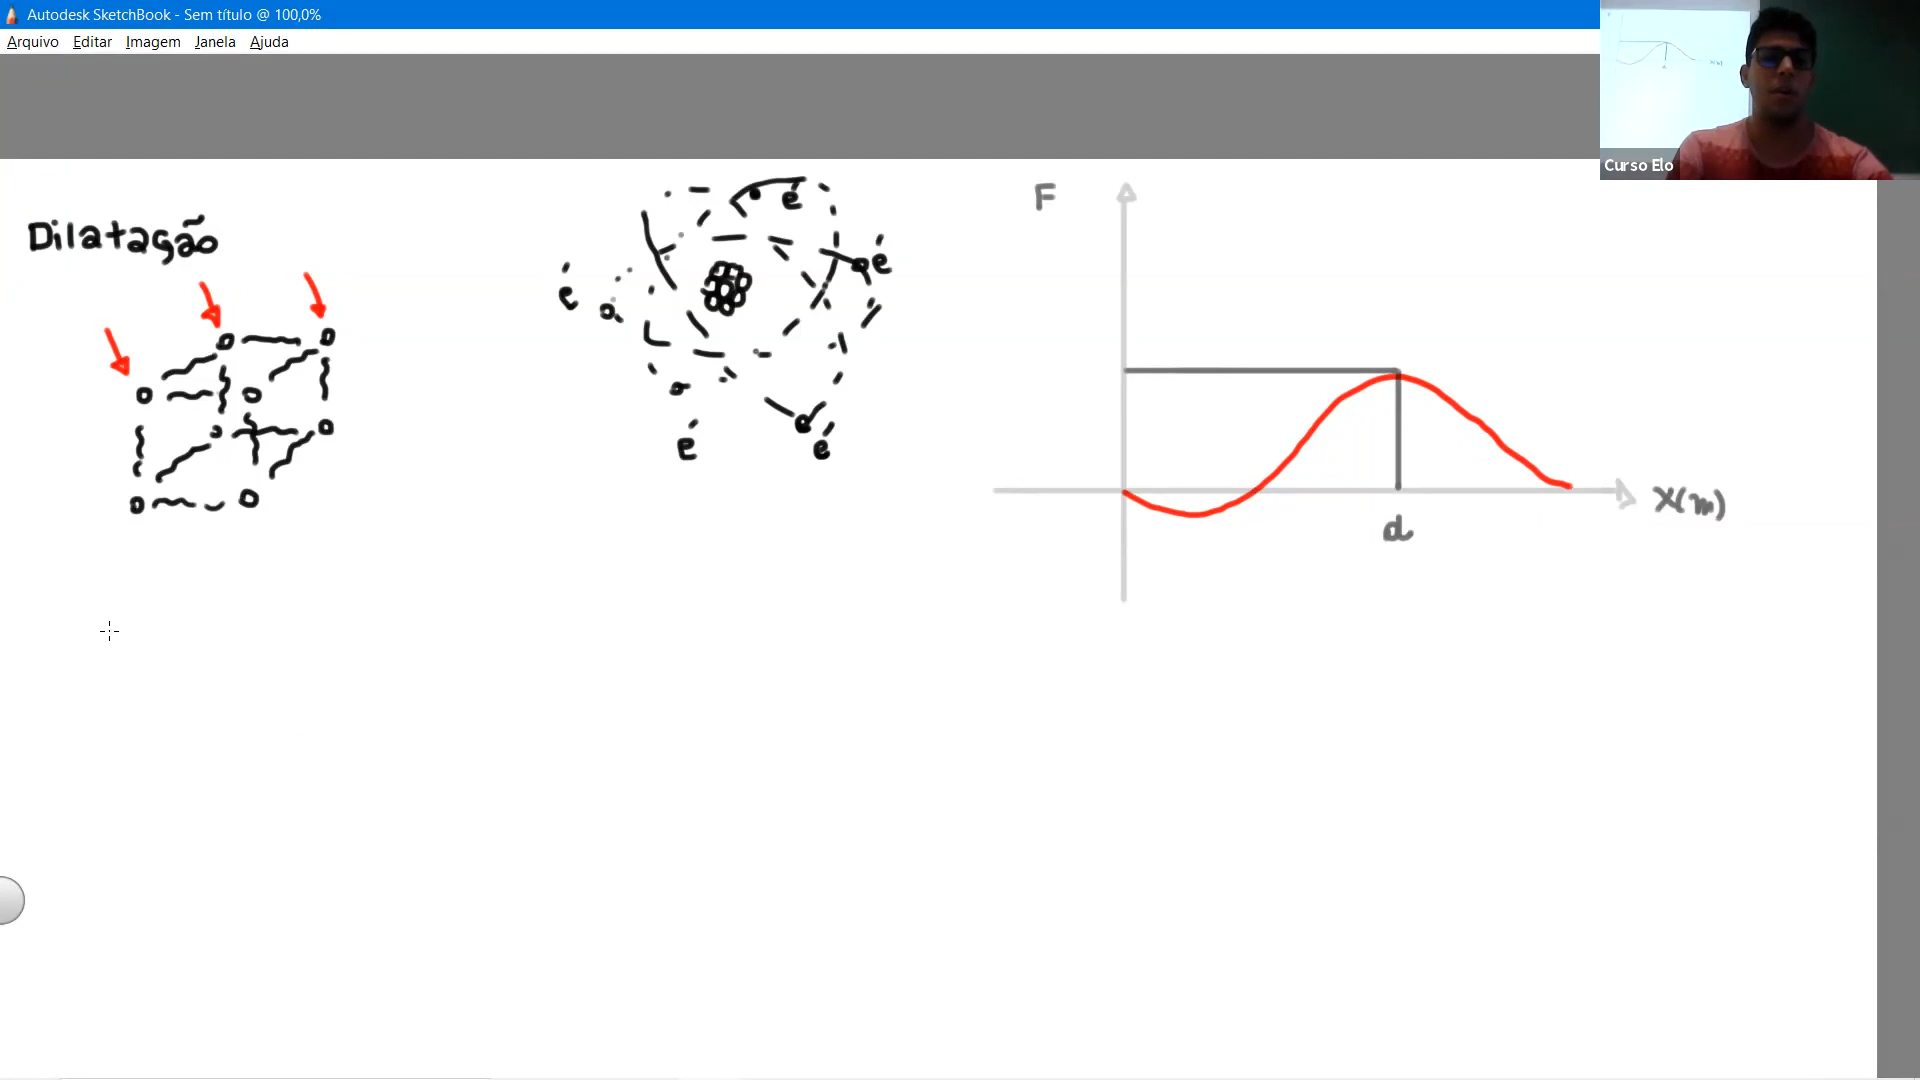 Autodesk SketchBook - Sem título @ 100,0%
Arquivo Editar Imagem Janela Ajuda
Curso Elo
Dilatação
é
é
é
é
é
F
d
X(m)